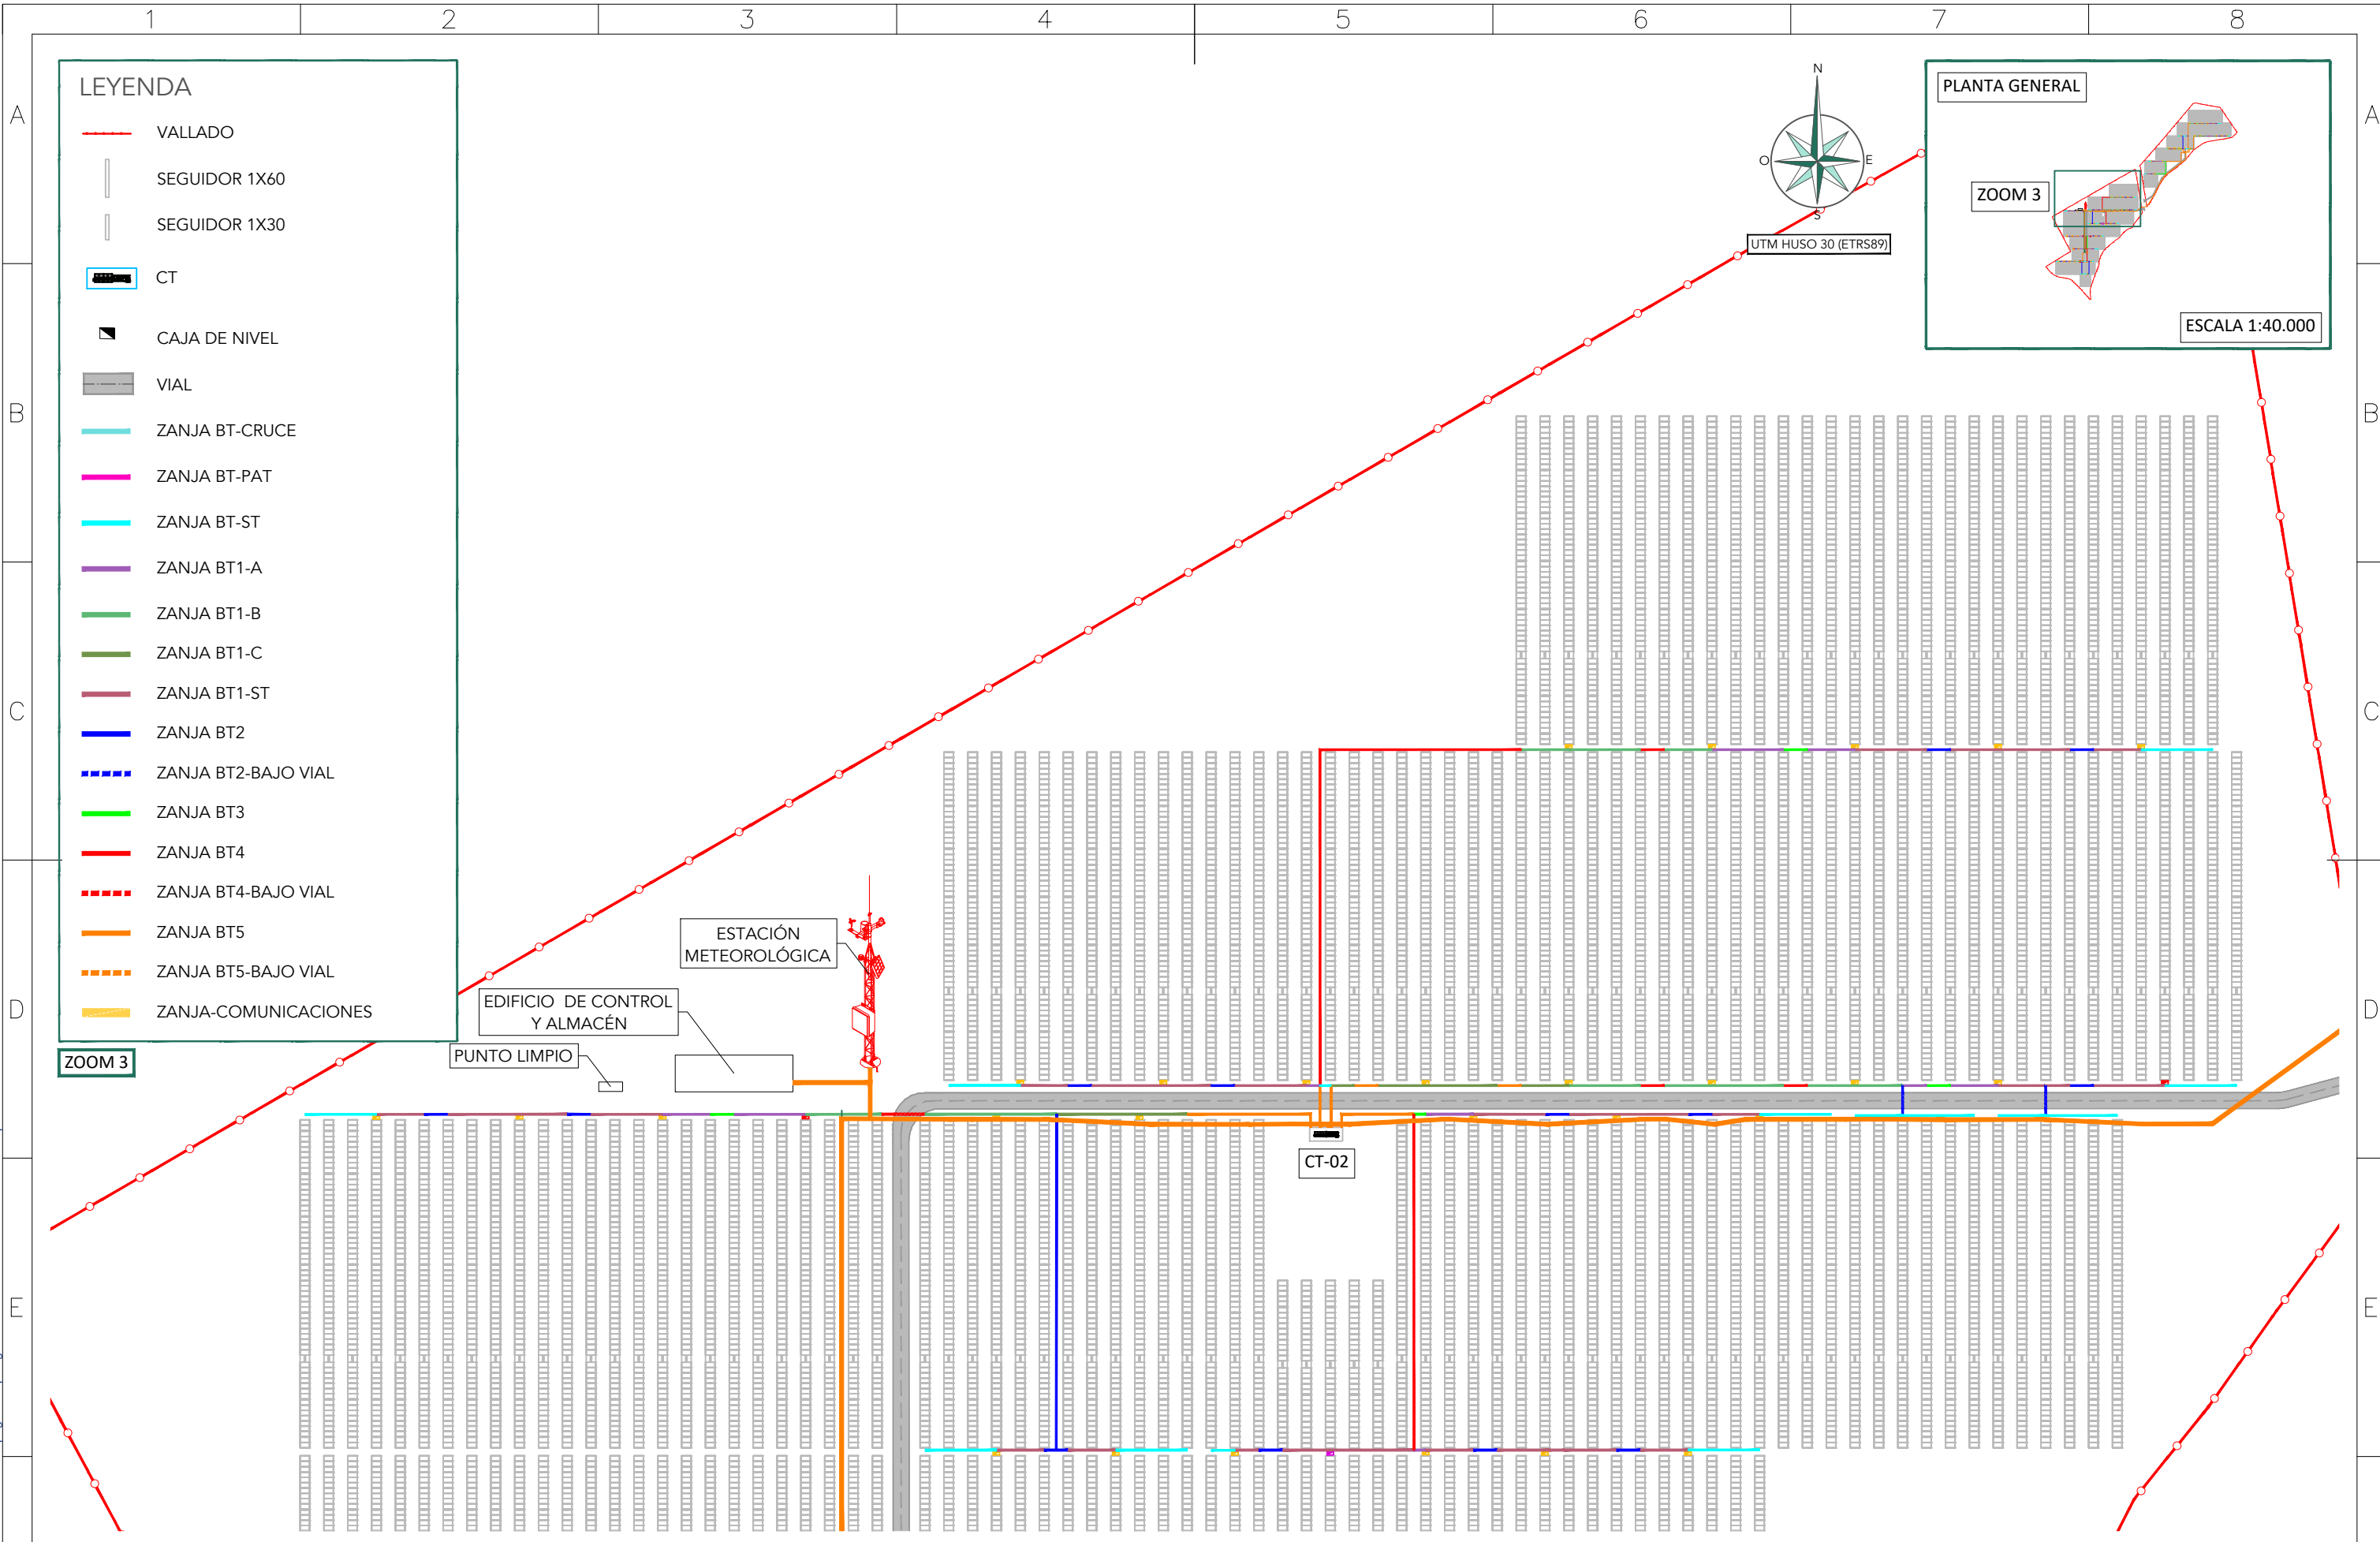 1 2 3 4 5 6 7 8
A A
B B
C C
D D
E E
LEYENDA
VALLADO
SEGUIDOR 1X60
SEGUIDOR 1X30
CT
CAJA DE NIVEL
VIAL
ZANJA BT-CRUCE
ZANJA BT-PAT
ZANJA BT-ST
ZANJA BT1-A
ZANJA BT1-B
ZANJA BT1-C
ZANJA BT1-ST
ZANJA BT2
ZANJA BT2-BAJO VIAL
ZANJA BT3
ZANJA BT4
ZANJA BT4-BAJO VIAL
ZANJA BT5
ZANJA BT5-BAJO VIAL
ZANJA-COMUNICACIONES
ZOOM 3
N
O E
S
UTM HUSO 30 (ETRS89)
PLANTA GENERAL
ZOOM 3
ESCALA 1:40.000
ESTACIÓN
METEOROLÓGICA
EDIFICIO DE CONTROL
Y ALMACÉN
PUNTO LIMPIO
CT-02